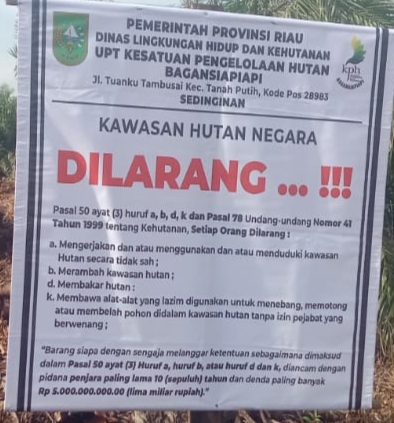 PEMERINTAH PROVINSI RIAU
DINAS LINGKUNGAN HIDUP DAN KEHUTANAN
UPT KESATUAN PENGELOLAAN HUTAN
BAGANSIAPIAPI
Jl. Tuanku Tambusai Kec. Tanah Putih, Kode Pos 28983
SEDINGINAN
kph
KAWASAN HUTAN NEGARA
DILARANG ... !!!
Pasal 50 ayat (3) huruf a, b, d, k dan Pasal 78 Undang-undang Nomor 41
Tahun 1999 tentang Kehutanan, Setiap Orang Dilarang :
a. Mengerjakan dan atau menggunakan dan atau menduduki kawasan
Hutan secara tidak sah ;
b. Merambah kawasan hutan ;
d. Membakar hutan :
k. Membawa alat-alat yang lazim digunakan untuk menebang, memotong
atau membelah pohon didalam kawasan hutan tanpa izin pejabat yang
berwenang ;
"Barang siapa dengan sengaja melanggar ketentuan sebagaimana dimaksud
dalam Pasal 50 ayat (3) Huruf a, huruf b, atau huruf d dan k, diancam dengan
pidana penjara paling lama 10 (sepuluh) tahun dan denda paling banyak
Rp 5.000.000.000.00 (lima miliar rupiah)."